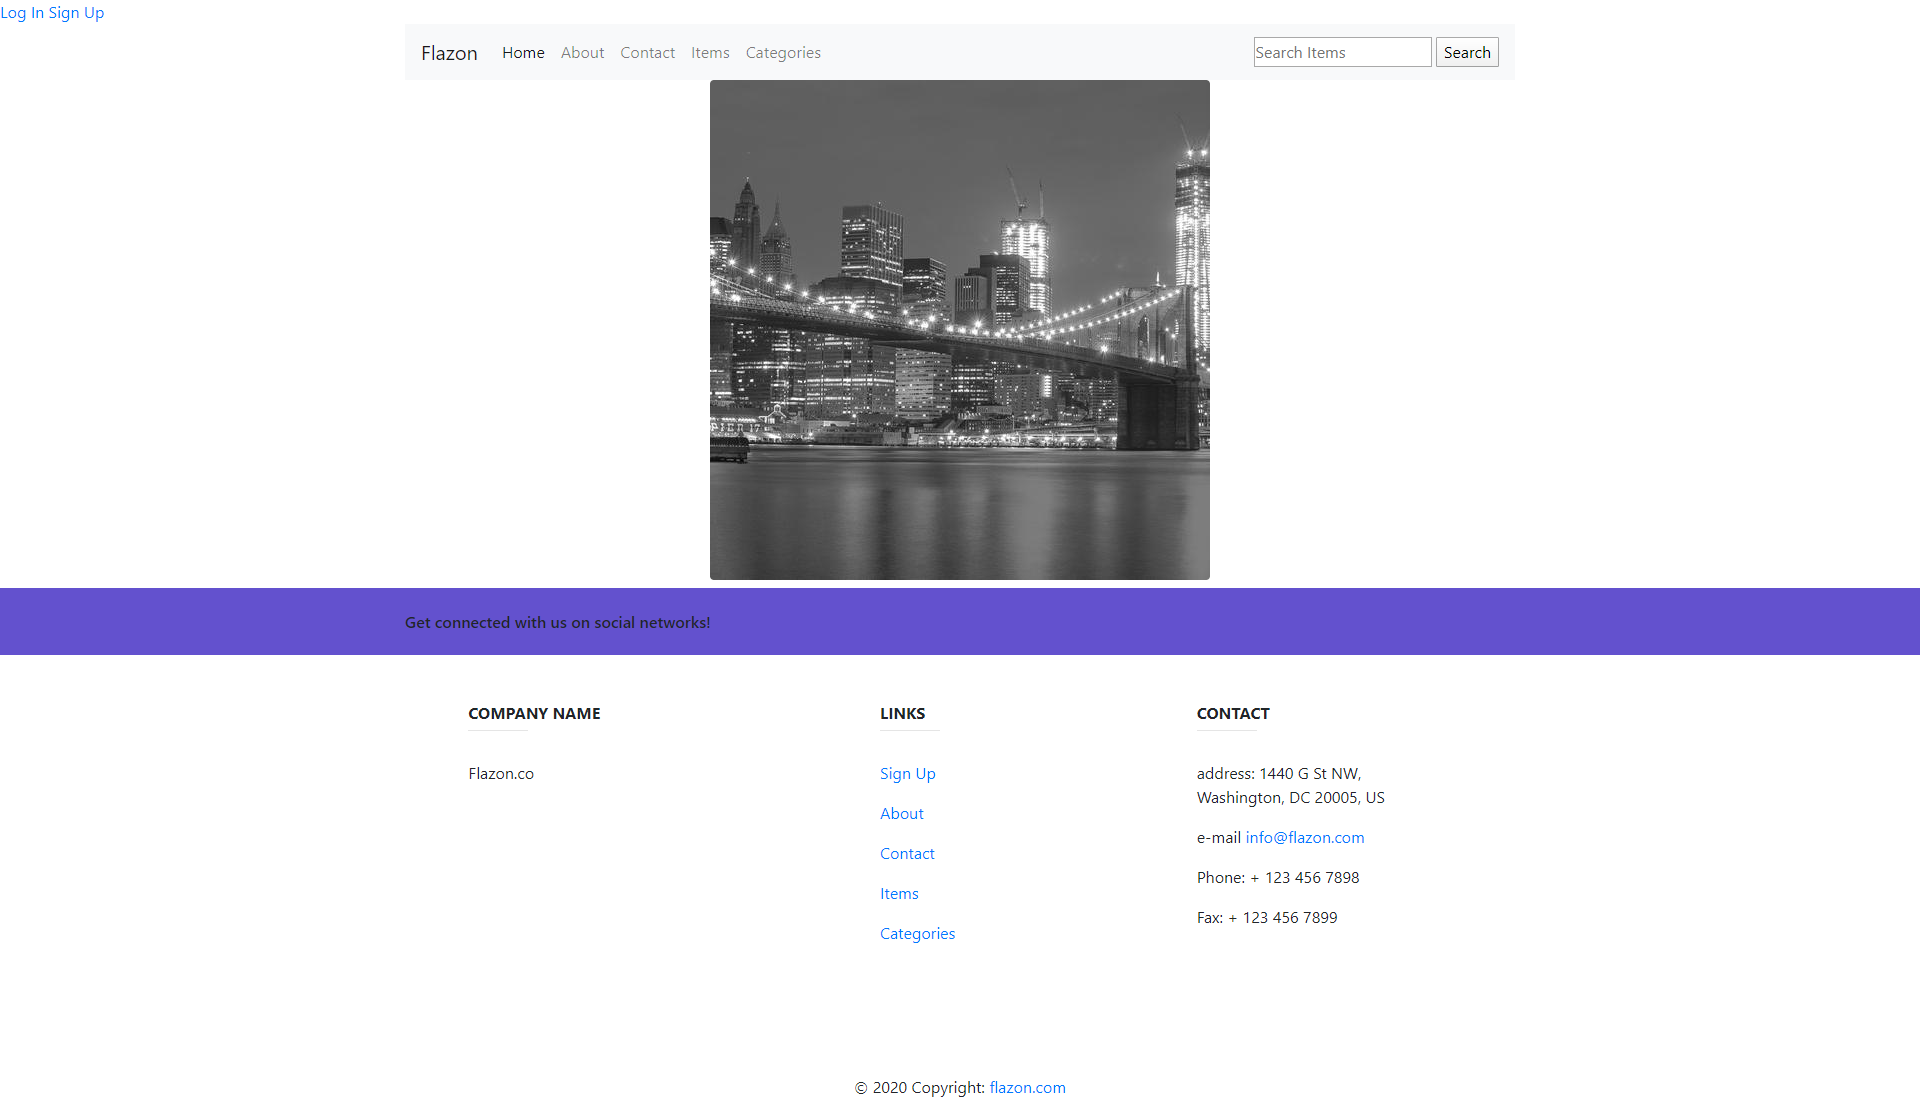 Log In Sign Up
Flazon Home About Contact Items Categories Search Items Search
PIER 17
Get connected with us on social networks!
COMPANY NAME
Flazon.co
LINKS
Sign Up
About
Contact
Items
Categories
CONTACT
address: 1440 G St NW,
Washington, DC 20005, US
e-mail info@flazon.com
Phone: + 123 456 7898
Fax: + 123 456 7899
© 2020 Copyright: flazon.com